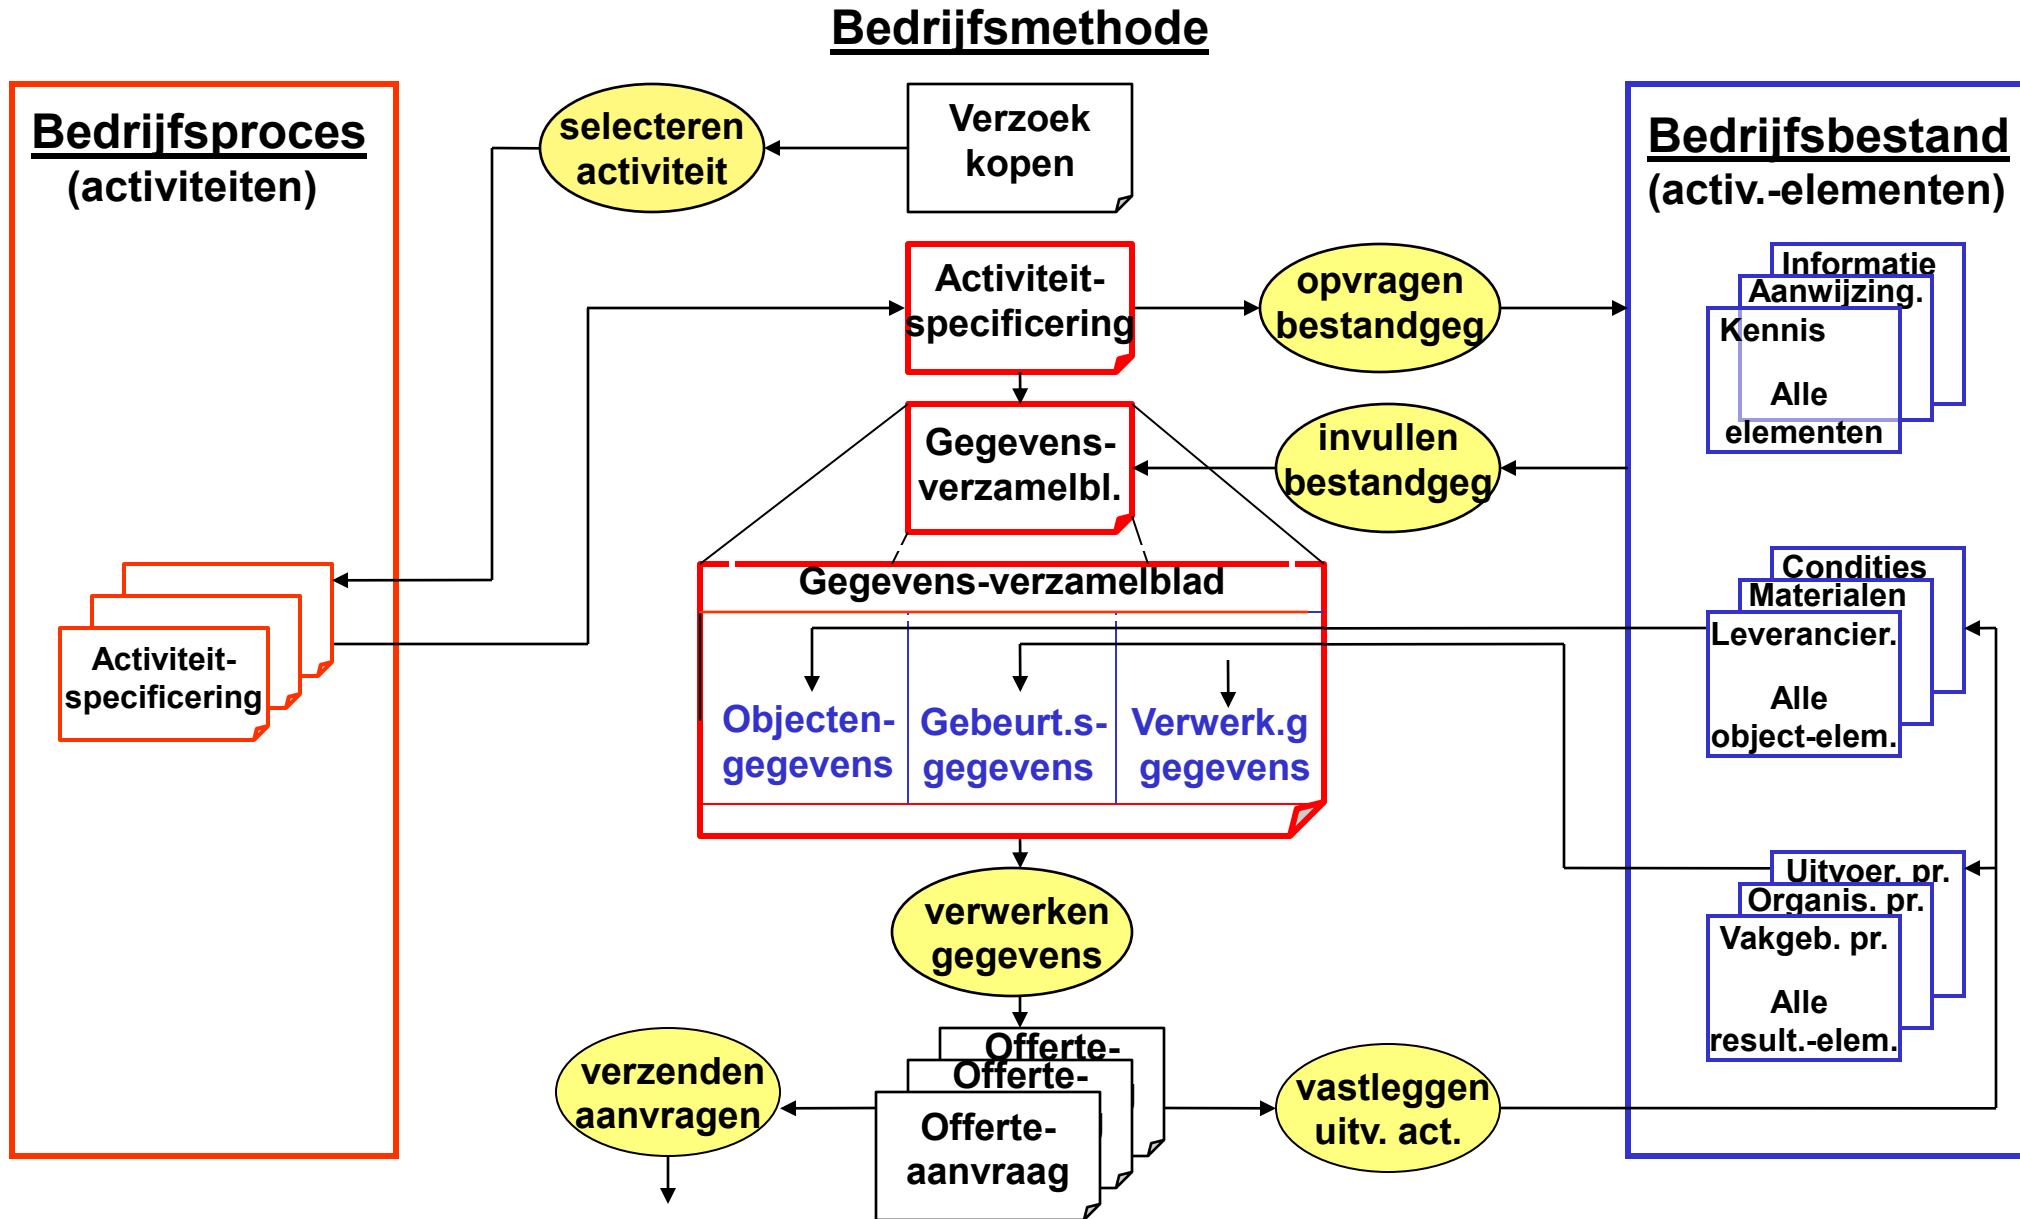 Bedrijfsmethode
Bedrijfsproces
(activiteiten)
selecteren
activiteit
Verzoek
kopen
Bedrijfsbestand
(activ.-elementen)
Activiteit-
specificering
opvragen
bestandgeg
Informatie
Aanwijzing.
Kennis
Alle
elementen
Gegevens-
verzamelbl.
invullen
bestandgeg
Gegevens-verzamelblad
Objecten-
gegevens
Gebeurt.s-
gegevens
Verwerk.g
gegevens
Activiteit-
specificering
Condities
Materialen
Leverancier.
Alle
object-elem.
verwerken
gegevens
Uitvoer. pr.
Organis. pr.
Vakgeb. pr.
Alle
result.-elem.
verzenden
aanvragen
Offerte-
Offerte-
Offerte-
aanvraag
vastleggen
uitv. act.